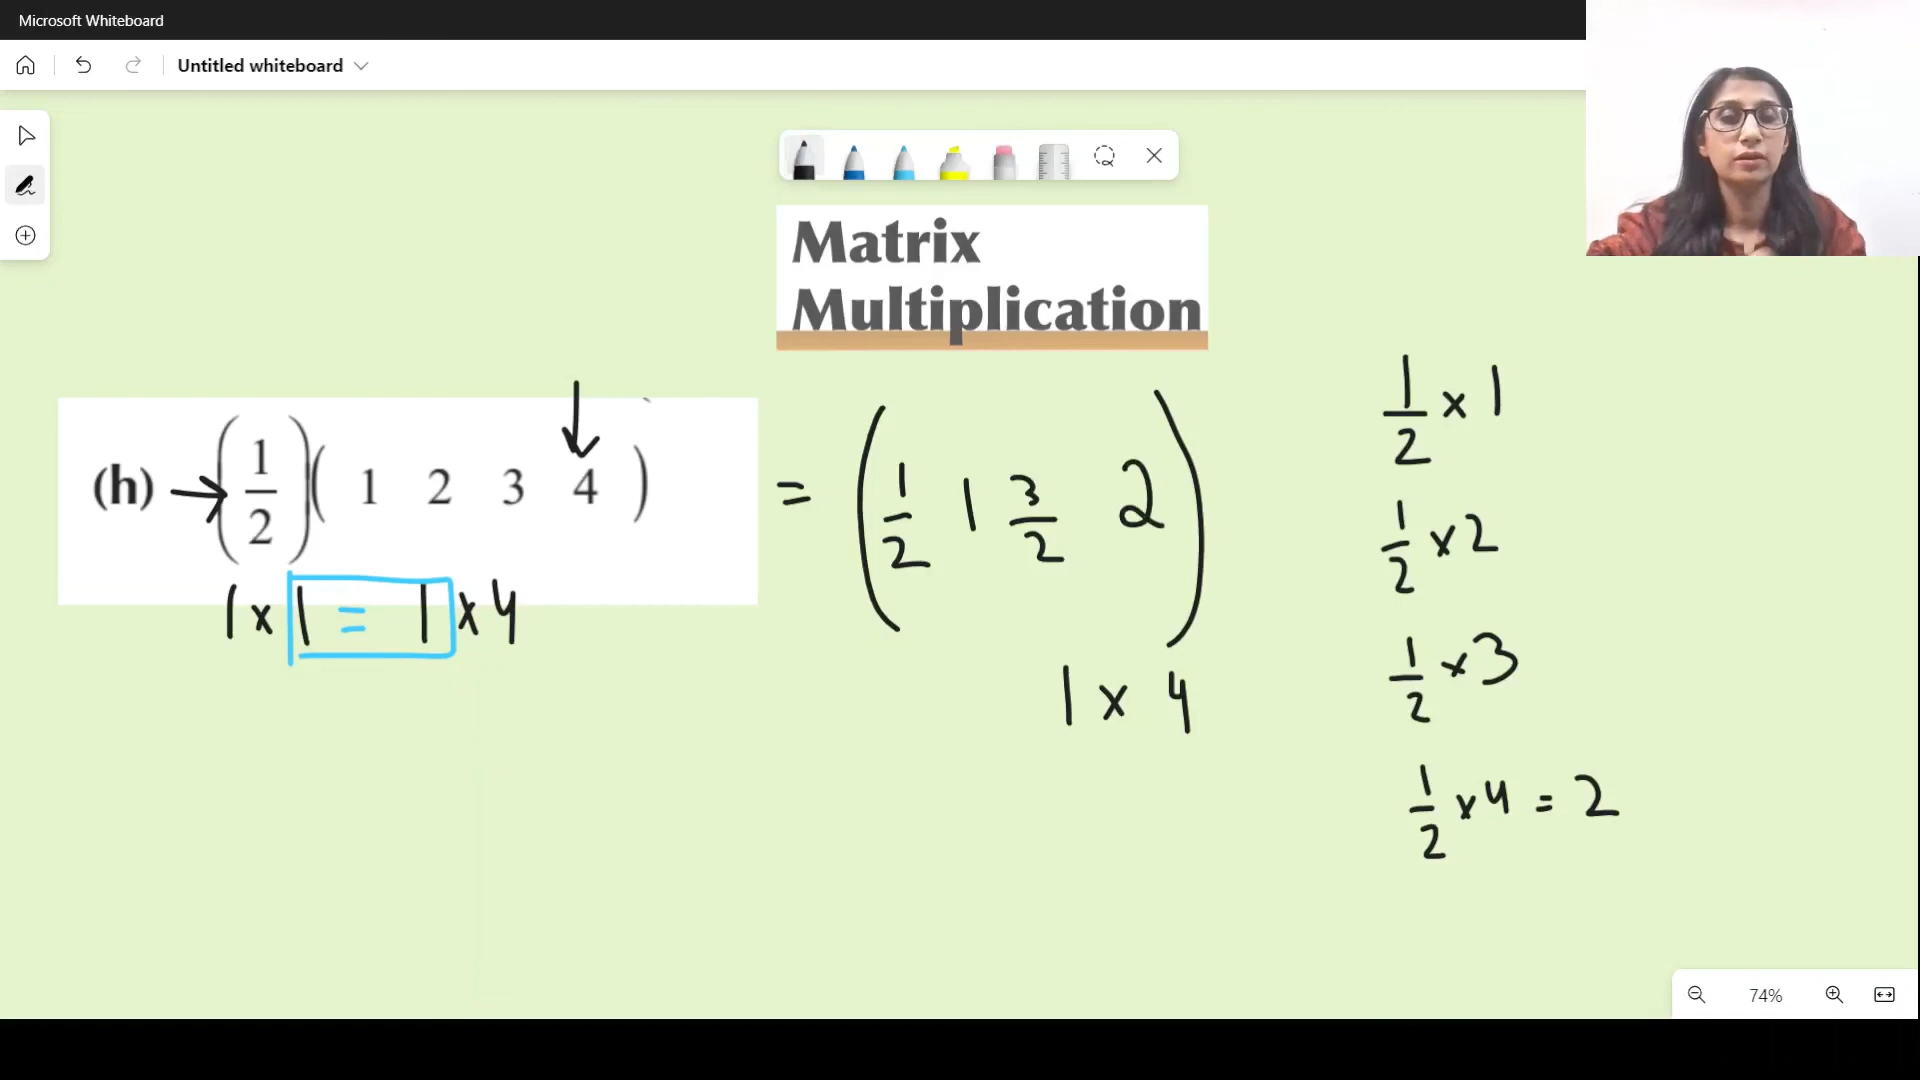 Microsoft Whiteboard
Untitled whiteboard
Matrix
Multiplication
(h) → (1/2)( 1 2 3 4 )
1 x 1 = 1 x 4
= (1/2 1 3/2 2)
1 x 4
1/2 x 1
1/2 x 2
1/2 x 3
1/2 x 4 = 2
74%